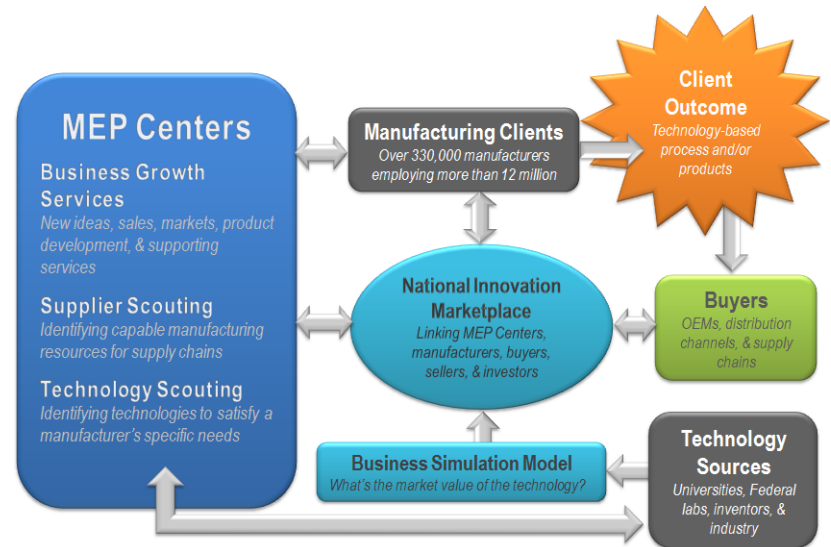 MEP Centers
Business Growth
Services
New ideas, sales, markets, product
development, & supporting
services
Supplier Scouting
Identifying capable manufacturing
resources for supply chains
Technology Scouting
Identifying technologies to satisfy a
manufacturer's specific needs
Manufacturing Clients
Over 330,000 manufacturers
employing more than 12 million
Client
Outcome
Technology-based
process and/or
products
National Innovation
Marketplace
Linking MEP Centers,
manufacturers, buyers,
sellers, & investors
Buyers
OEMs, distribution
channels, & supply
chains
Business Simulation Model
What's the market value of the technology?
Technology
Sources
Universities, Federal
labs, inventors, &
industry